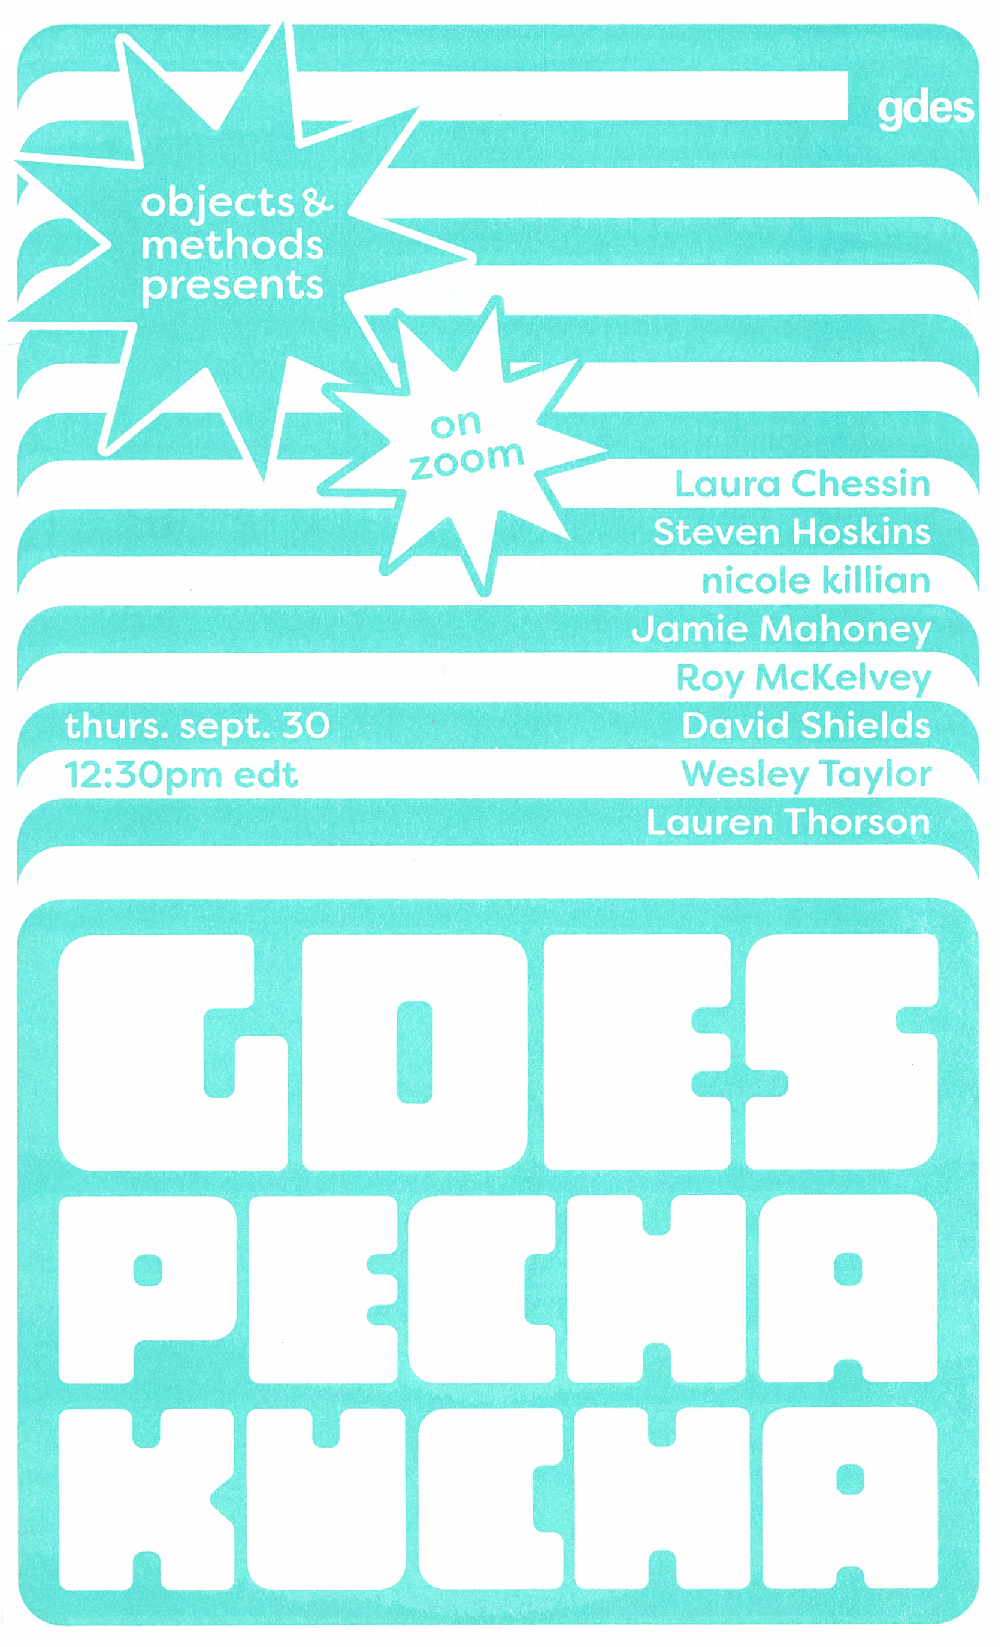 gdes
objects &
methods
presents
on
zoom
Laura Chessin
Steven Hoskins
nicole killian
Jamie Mahoney
Roy McKelvey
David Shields
Wesley Taylor
Lauren Thorson
thurs. sept. 30
12:30pm edt
GDES
PECHA
KUCHA